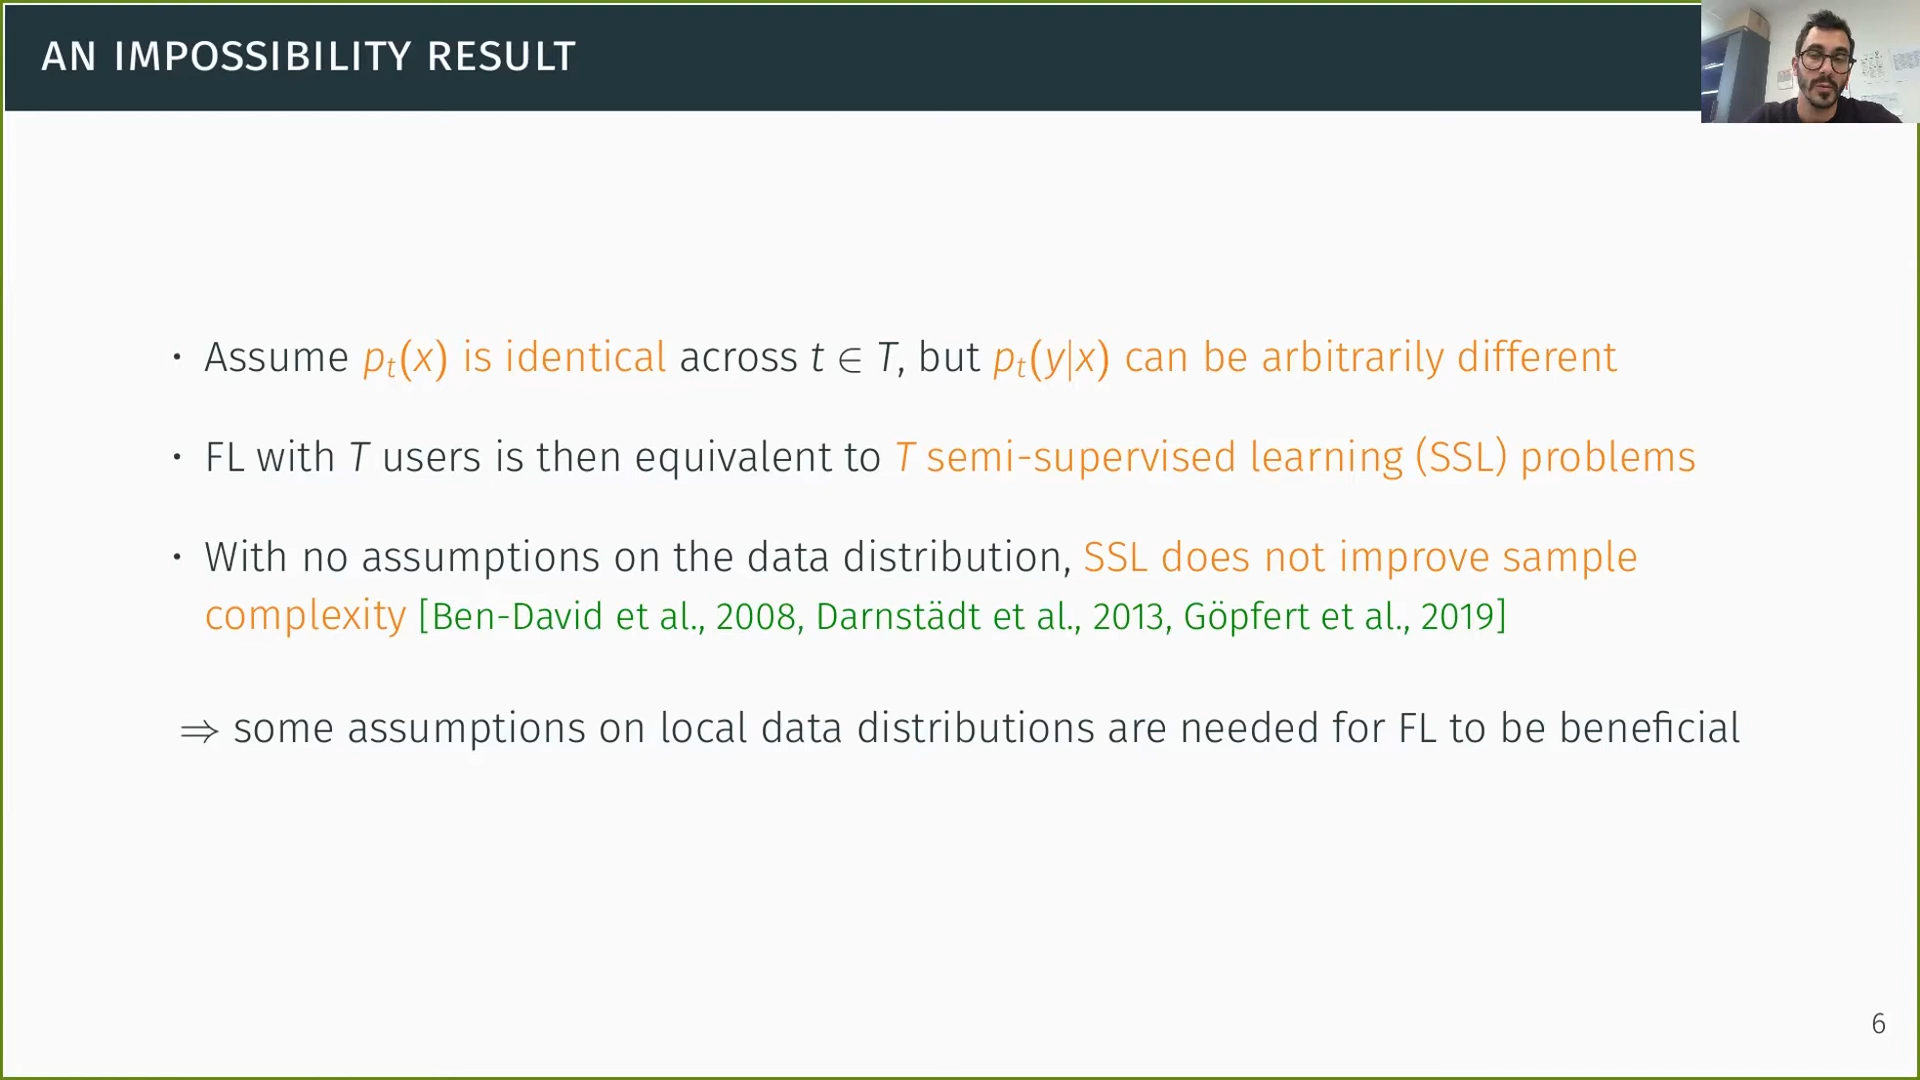 AN IMPOSSIBILITY RESULT
· Assume pₜ(x) is identical across t ∈ T, but pₜ(y|x) can be arbitrarily different
· FL with T users is then equivalent to T semi-supervised learning (SSL) problems
· With no assumptions on the data distribution, SSL does not improve sample
complexity [Ben-David et al., 2008, Darnstädt et al., 2013, Göpfert et al., 2019]
⇒ some assumptions on local data distributions are needed for FL to be beneficial
6